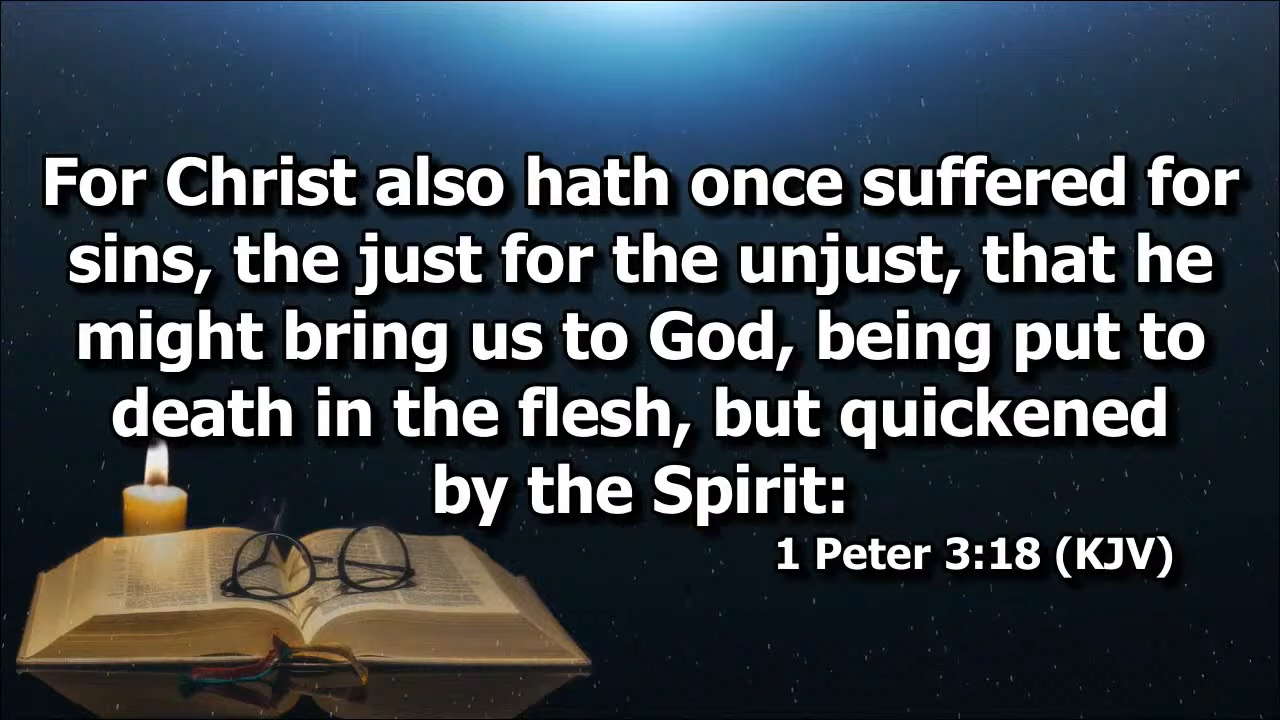 For Christ also hath once suffered for
sins, the just for the unjust, that he
might bring us to God, being put to
death in the flesh, but quickened
by the Spirit:
1 Peter 3:18 (KJV)